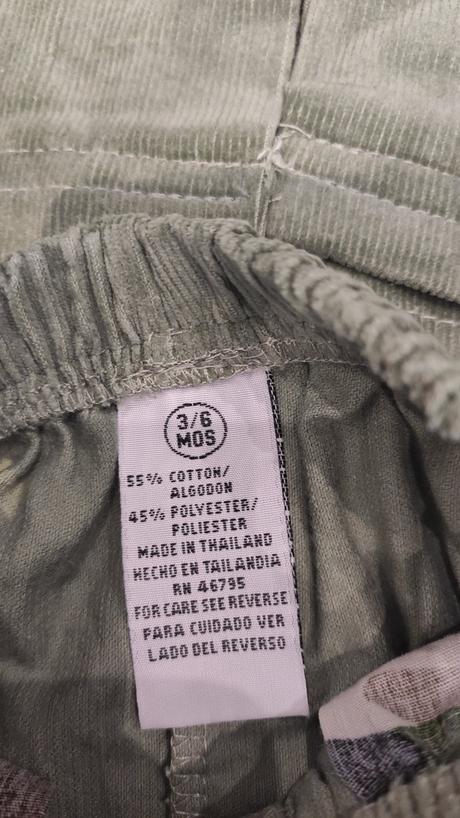 3/6
MOS
55% COTTON/
ALGODON
45% POLYESTER/
POLIESTER
MADE IN THAILAND
HECHO EN TAILANDIA
RN 46795
FOR CARE SEE REVERSE
PARA CUIDADO VER
LADO DEL REVERSO